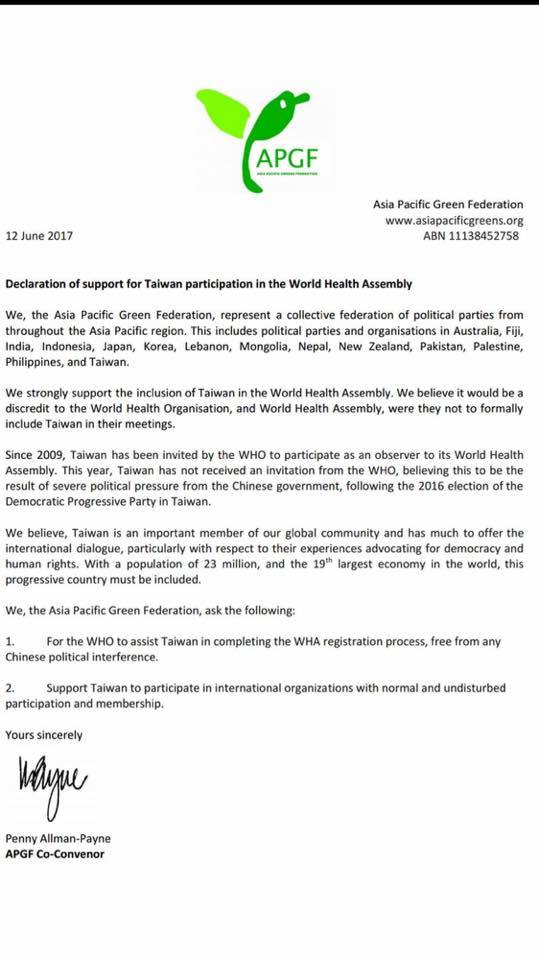 APGF
ASIA PACIFIC GREENS FEDERATION
Asia Pacific Green Federation
www.asiapacificgreens.org
12 June 2017
ABN 11138452758
Declaration of support for Taiwan participation in the World Health Assembly
We, the Asia Pacific Green Federation, represent a collective federation of political parties from
throughout the Asia Pacific region. This includes political parties and organisations in Australia, Fiji,
India, Indonesia, Japan, Korea, Lebanon, Mongolia, Nepal, New Zealand, Pakistan, Palestine,
Philippines, and Taiwan.
We strongly support the inclusion of Taiwan in the World Health Assembly. We believe it would be a
discredit to the World Health Organisation, and World Health Assembly, were they not to formally
include Taiwan in their meetings.
Since 2009, Taiwan has been invited by the WHO to participate as an observer to its World Health
Assembly. This year, Taiwan has not received an invitation from the WHO, believing this to be the
result of severe political pressure from the Chinese government, following the 2016 election of the
Democratic Progressive Party in Taiwan.
We believe, Taiwan is an important member of our global community and has much to offer the
international dialogue, particularly with respect to their experiences advocating for democracy and
human rights. With a population of 23 million, and the 19th largest economy in the world, this
progressive country must be included.
We, the Asia Pacific Green Federation, ask the following:
1. For the WHO to assist Taiwan in completing the WHA registration process, free from any
Chinese political interference.
2. Support Taiwan to participate in international organizations with normal and undisturbed
participation and membership.
Yours sincerely
Penny Allman-Payne
APGF Co-Convenor